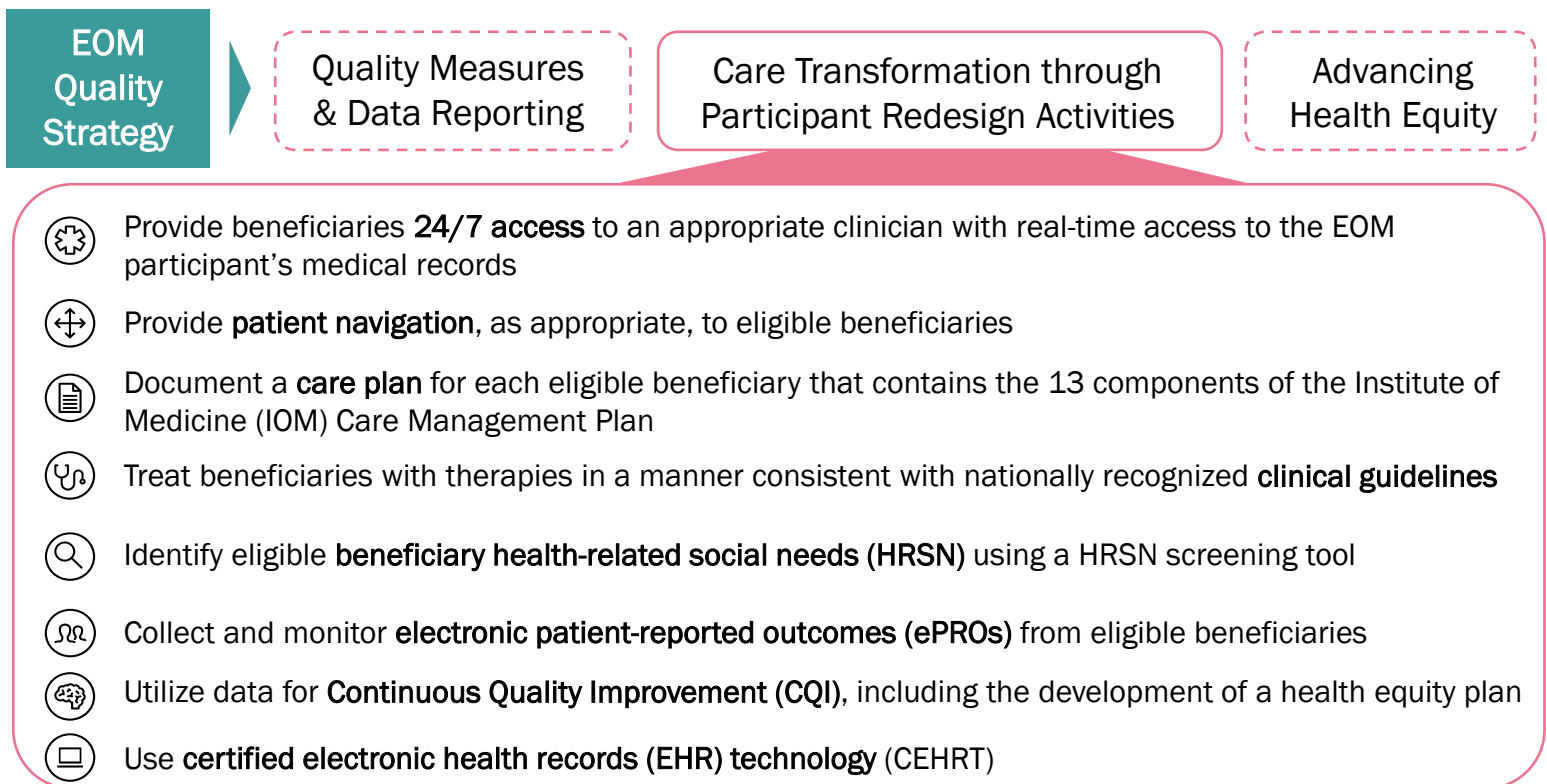 EOM
Quality
Strategy
Quality Measures
& Data Reporting
Care Transformation through
Participant Redesign Activities
Advancing
Health Equity
Provide beneficiaries 24/7 access to an appropriate clinician with real-time access to the EOM
participant’s medical records
Provide patient navigation, as appropriate, to eligible beneficiaries
Document a care plan for each eligible beneficiary that contains the 13 components of the Institute of
Medicine (IOM) Care Management Plan
Treat beneficiaries with therapies in a manner consistent with nationally recognized clinical guidelines
Identify eligible beneficiary health-related social needs (HRSN) using a HRSN screening tool
Collect and monitor electronic patient-reported outcomes (ePROs) from eligible beneficiaries
Utilize data for Continuous Quality Improvement (CQI), including the development of a health equity plan
Use certified electronic health records (EHR) technology (CEHRT)